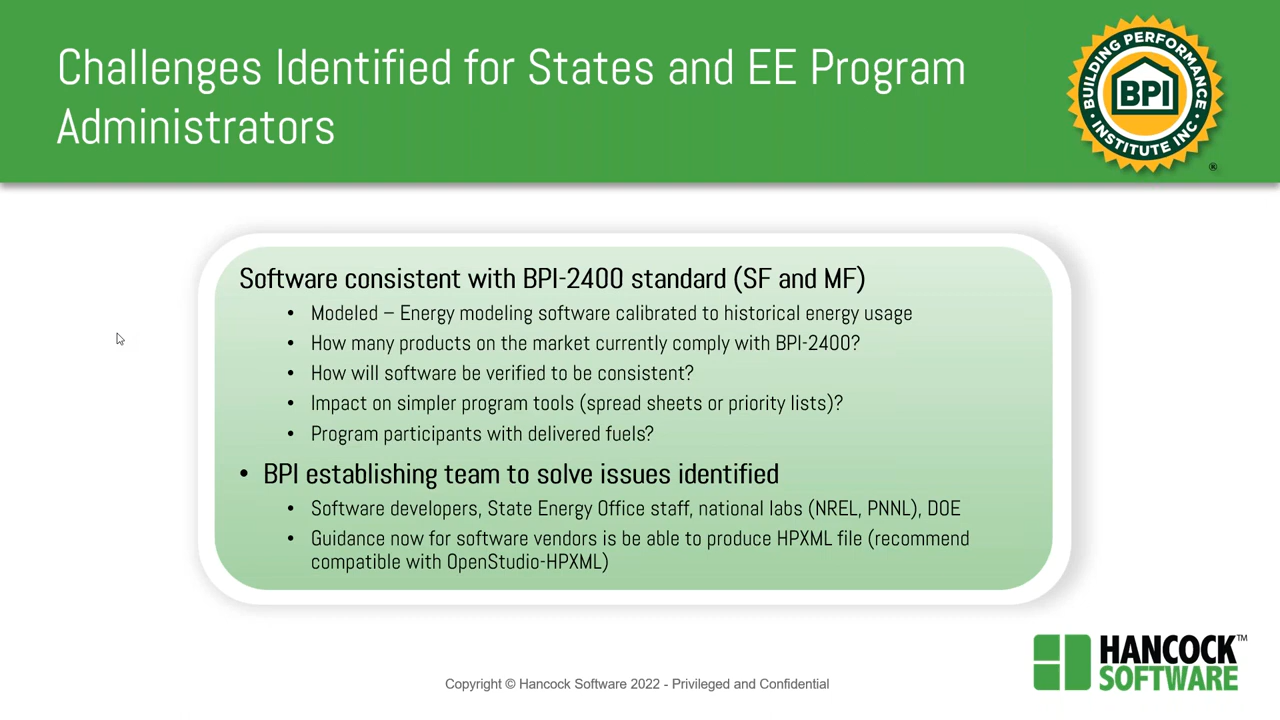 Challenges Identified for States and EE Program
Administrators
BUILDING PERFORMANCE
BPI
INSTITUTE INC
®
Software consistent with BPI-2400 standard (SF and MF)
• Modeled – Energy modeling software calibrated to historical energy usage
• How many products on the market currently comply with BPI-2400?
• How will software be verified to be consistent?
• Impact on simpler program tools (spread sheets or priority lists)?
• Program participants with delivered fuels?
• BPI establishing team to solve issues identified
• Software developers, State Energy Office staff, national labs (NREL, PNNL), DOE
• Guidance now for software vendors is be able to produce HPXML file (recommend
compatible with OpenStudio-HPXML)
HANCOCK™
SOFTWARE
Copyright © Hancock Software 2022 - Privileged and Confidential